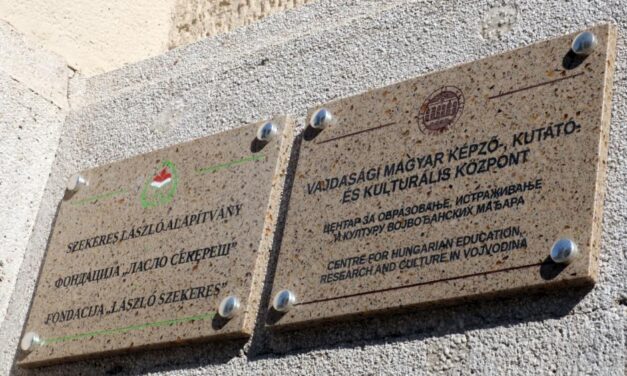 SZEKERES LÁSZLÓ ALAPÍTVÁNY
ФОНДАЦИЈА „ЛАСЛО СЕКЕРЕШ”
FONDACIJA „LÁSZLÓ SZEKERES”
VAJDASÁGI MAGYAR KÉPZŐ-, KUTATÓ-
ÉS KULTURÁLIS KÖZPONT
ЦЕНТАР ЗА ОБРАЗОВАЊЕ, ИСТРАЖИВАЊЕ
И КУЛТУРУ ВОЈВОЂАНСКИХ МАЂАРА
CENTRE FOR HUNGARIAN EDUCATION,
RESEARCH AND CULTURE IN VOJVODINA